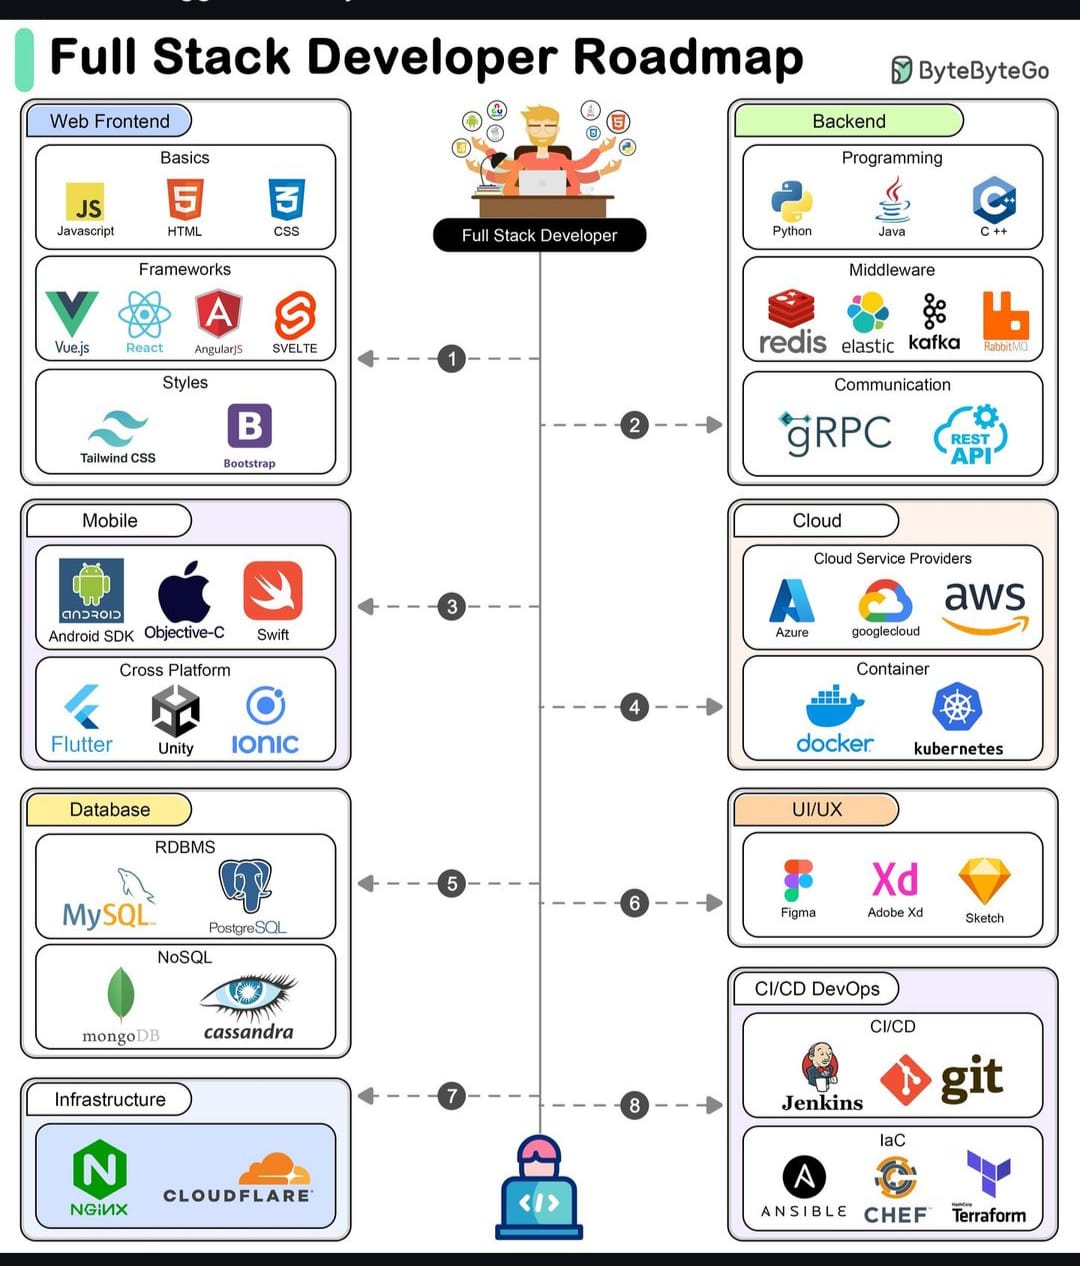 Full Stack Developer Roadmap
ByteByteGo
Full Stack Developer
1
Web Frontend
Basics
JS
Javascript
HTML
CSS
Frameworks
Vue.js
React
AngularJS
SVELTE
Styles
Tailwind CSS
B
Bootstrap
2
Backend
Programming
Python
Java
C ++
Middleware
redis
elastic
kafka
RabbitMQ
Communication
gRPC
REST
API
3
Mobile
ANDROID
Android SDK
Objective-C
Swift
Cross Platform
Flutter
Unity
IONIC
4
Cloud
Cloud Service Providers
Azure
googlecloud
aws
Container
docker
kubernetes
5
Database
RDBMS
MySQL
PostgreSQL
NoSQL
mongoDB
cassandra
6
UI/UX
Figma
Xd
Adobe Xd
Sketch
7
Infrastructure
N
NGiNX
CLOUDFLARE
8
CI/CD DevOps
CI/CD
Jenkins
git
IaC
A
ANSIBLE
CHEF
HashiCorp
Terraform